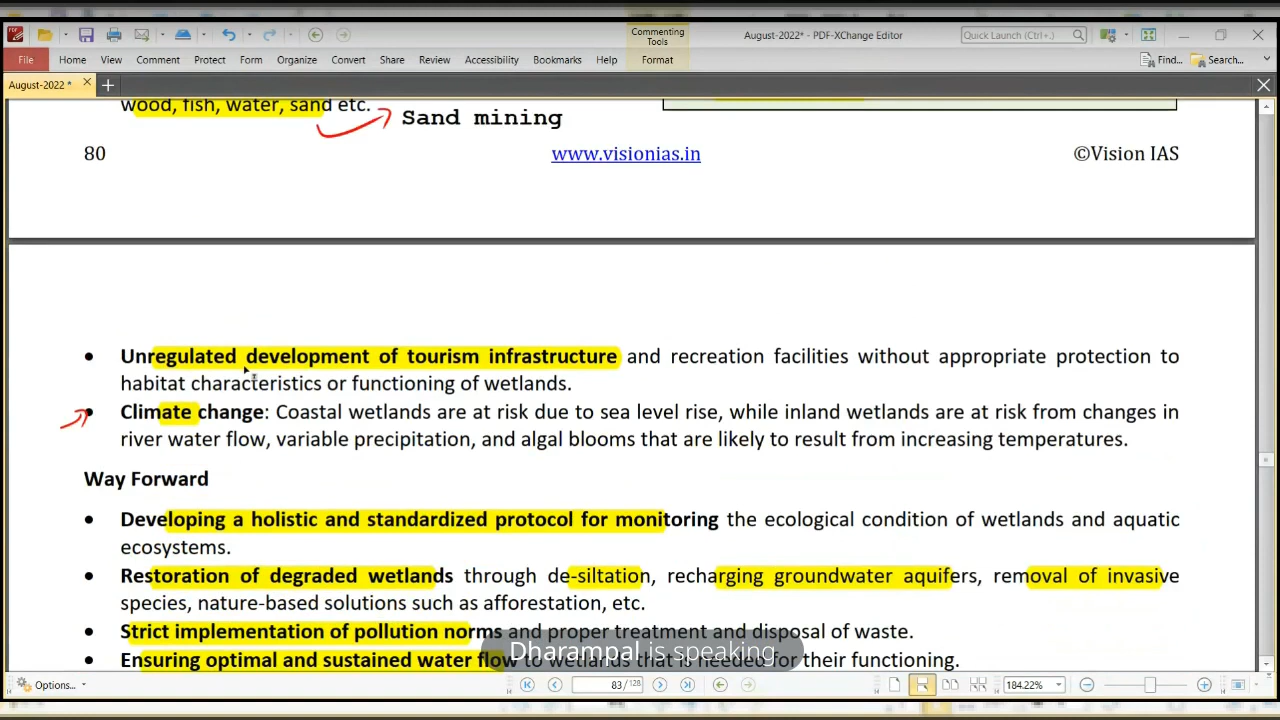 Commenting
Tools
August-2022* - PDF-XChange Editor
Quick Launch (Ctrl+.)
File
Home
View
Comment
Protect
Form
Organize
Convert
Share
Review
Accessibility
Bookmarks
Help
Format
Find...
Search...
August-2022 *
wood, fish, water, sand etc.
Sand mining
80
www.visionias.in
©Vision IAS
• Unregulated development of tourism infrastructure and recreation facilities without appropriate protection to
habitat characteristics or functioning of wetlands.
• Climate change: Coastal wetlands are at risk due to sea level rise, while inland wetlands are at risk from changes in
river water flow, variable precipitation, and algal blooms that are likely to result from increasing temperatures.
Way Forward
• Developing a holistic and standardized protocol for monitoring the ecological condition of wetlands and aquatic
ecosystems.
• Restoration of degraded wetlands through de-siltation, recharging groundwater aquifers, removal of invasive
species, nature-based solutions such as afforestation, etc.
• Strict implementation of pollution norms and proper treatment and disposal of waste.
Dharampal is speaking
• Ensuring optimal and sustained water flow to wetlands that is needed for their functioning.
Options...
83 / 128
184.22%